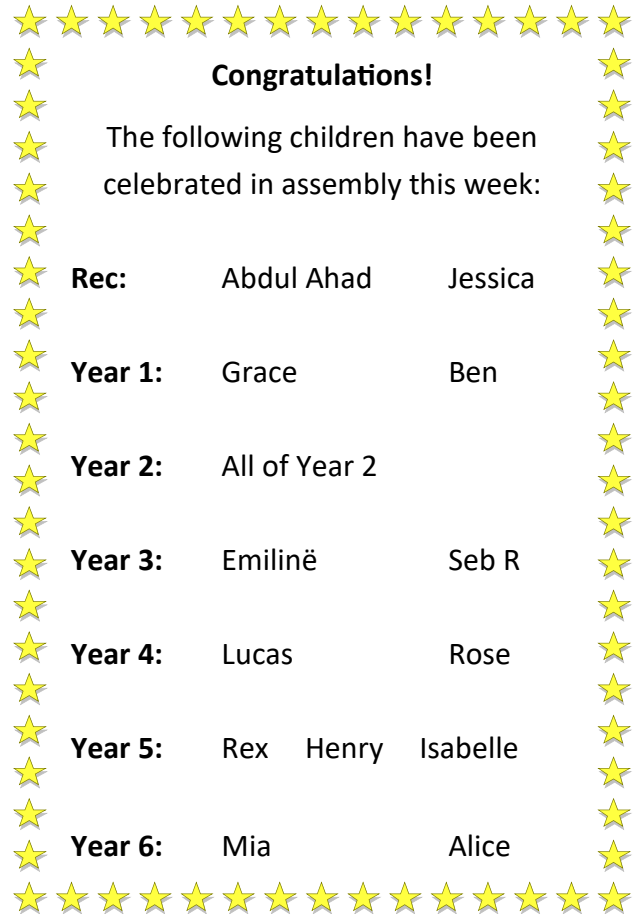 Congratulations!
The following children have been
celebrated in assembly this week:
Rec: Abdul Ahad Jessica
Year 1: Grace Ben
Year 2: All of Year 2
Year 3: Emilinë Seb R
Year 4: Lucas Rose
Year 5: Rex Henry Isabelle
Year 6: Mia Alice